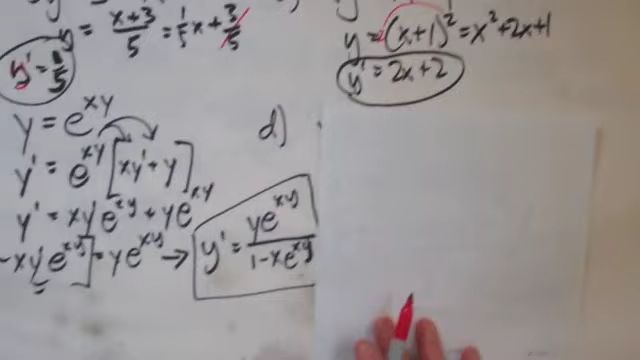 y = x+3/5 = 1/5 x + 3/5
y' = 1/5
y = e^xy
y' = e^xy [xy' + y]
y' = xy e^xy + ye^xy
-xy e^xy] = ye^xy → y' = ye^xy/1-xe^xy
d)
y = (x+1)^2 = x^2+2x+1
y' = 2x+2